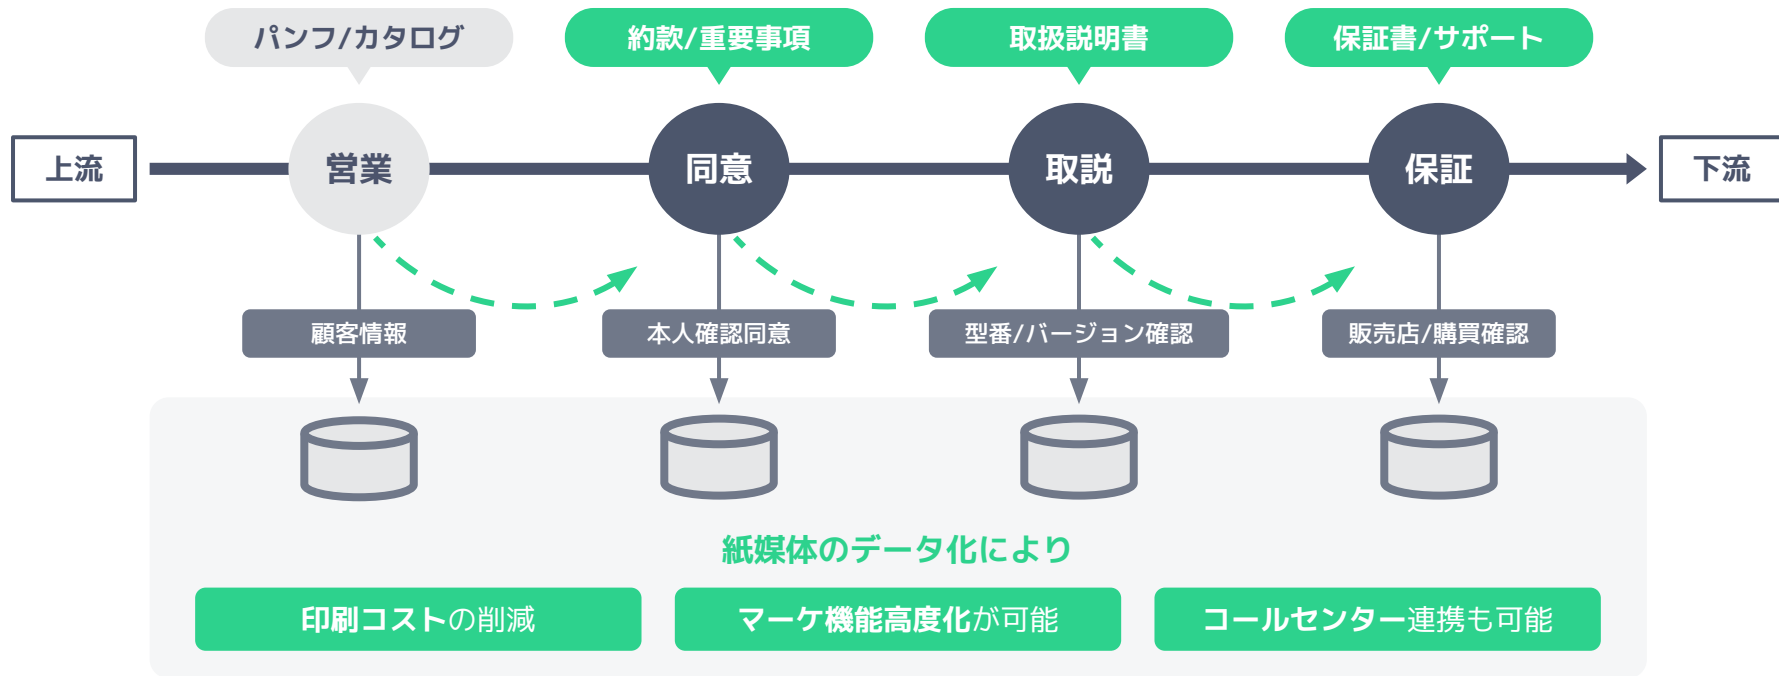 パンフ/カタログ
約款/重要事項
取扱説明書
保証書/サポート
上流
営業
同意
取説
保証
下流
顧客情報
本人確認同意
型番/バージョン確認
販売店/購買確認
紙媒体のデータ化により
印刷コストの削減
マーケ機能高度化が可能
コールセンター連携も可能